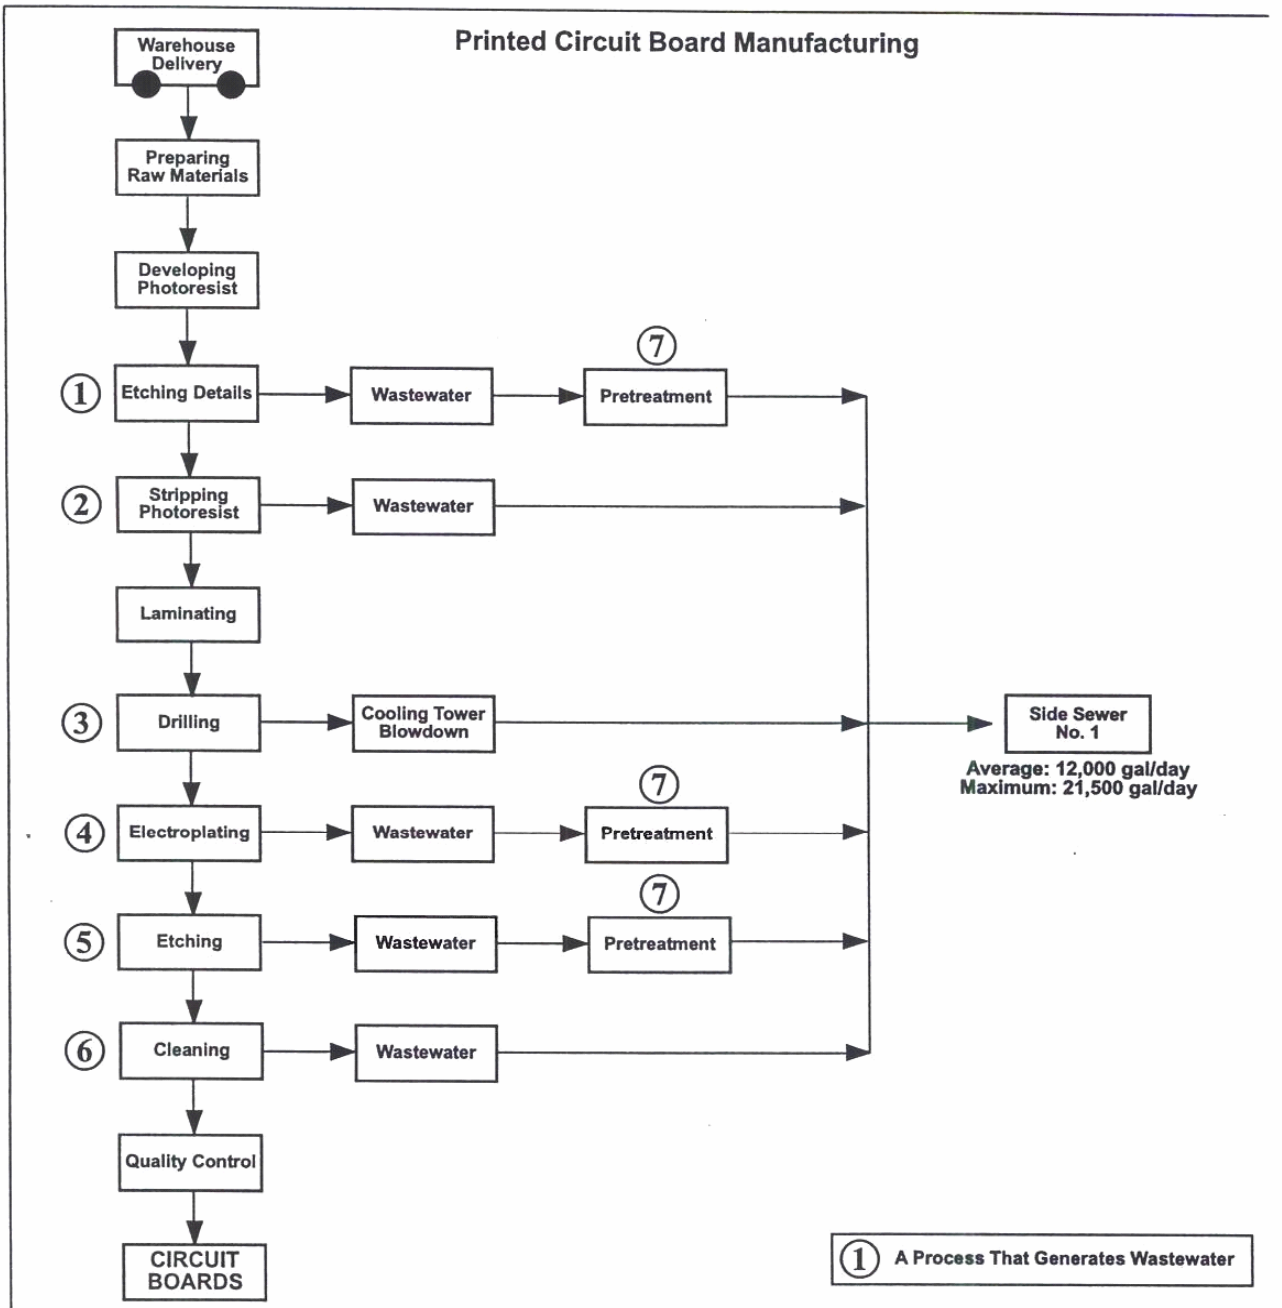 Printed Circuit Board Manufacturing
Warehouse
Delivery
Preparing
Raw Materials
Developing
Photoresist
7
1
Etching Details
Wastewater
Pretreatment
2
Stripping
Photoresist
Wastewater
Laminating
3
Drilling
Cooling Tower
Blowdown
Side Sewer
No. 1
Average: 12,000 gal/day
Maximum: 21,500 gal/day
7
4
Electroplating
Wastewater
Pretreatment
7
5
Etching
Wastewater
Pretreatment
6
Cleaning
Wastewater
Quality Control
CIRCUIT
BOARDS
1 A Process That Generates Wastewater